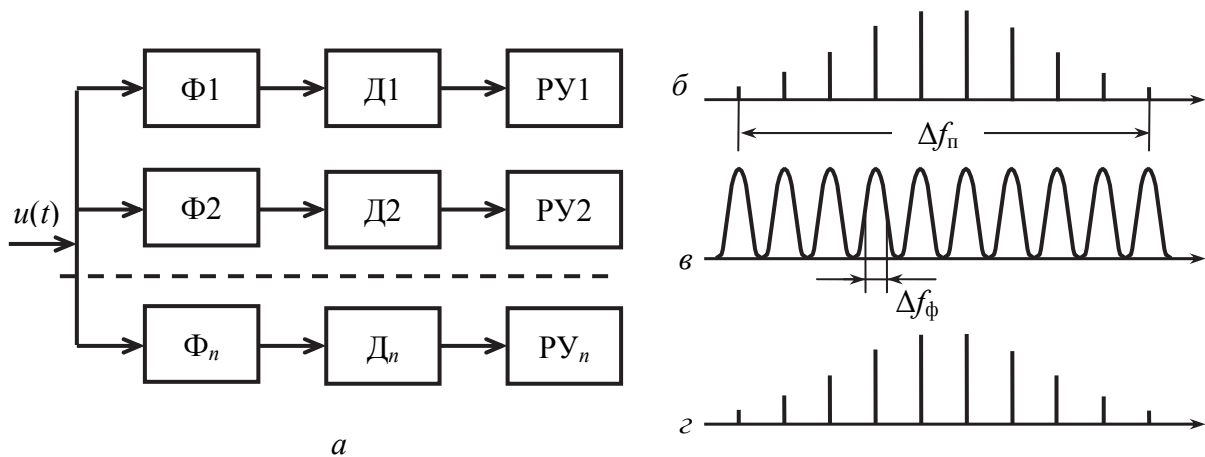 Ф1 Д1 РУ1
u(t) Ф2 Д2 РУ2
Фn Дn РУn
а
б
Δfп
в
Δfф
г